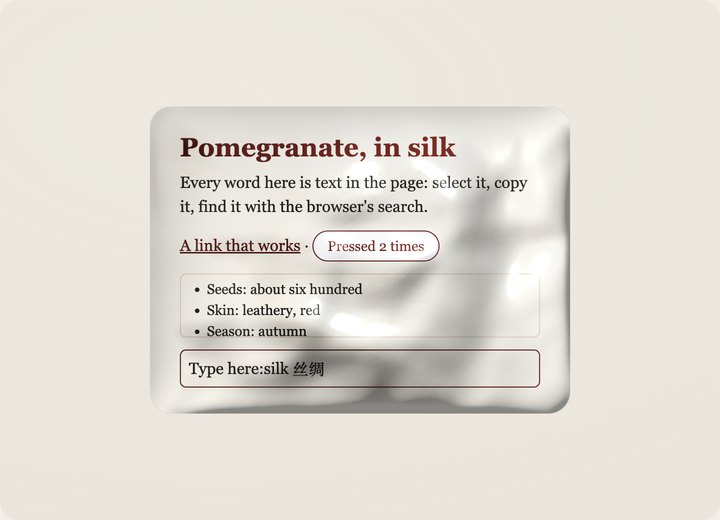 Pomegranate, in silk
Every word here is text in the page: select it, copy
it, find it with the browser's search.
A link that works · Pressed 2 times
• Seeds: about six hundred
• Skin: leathery, red
• Season: autumn
Type here:silk 丝绸